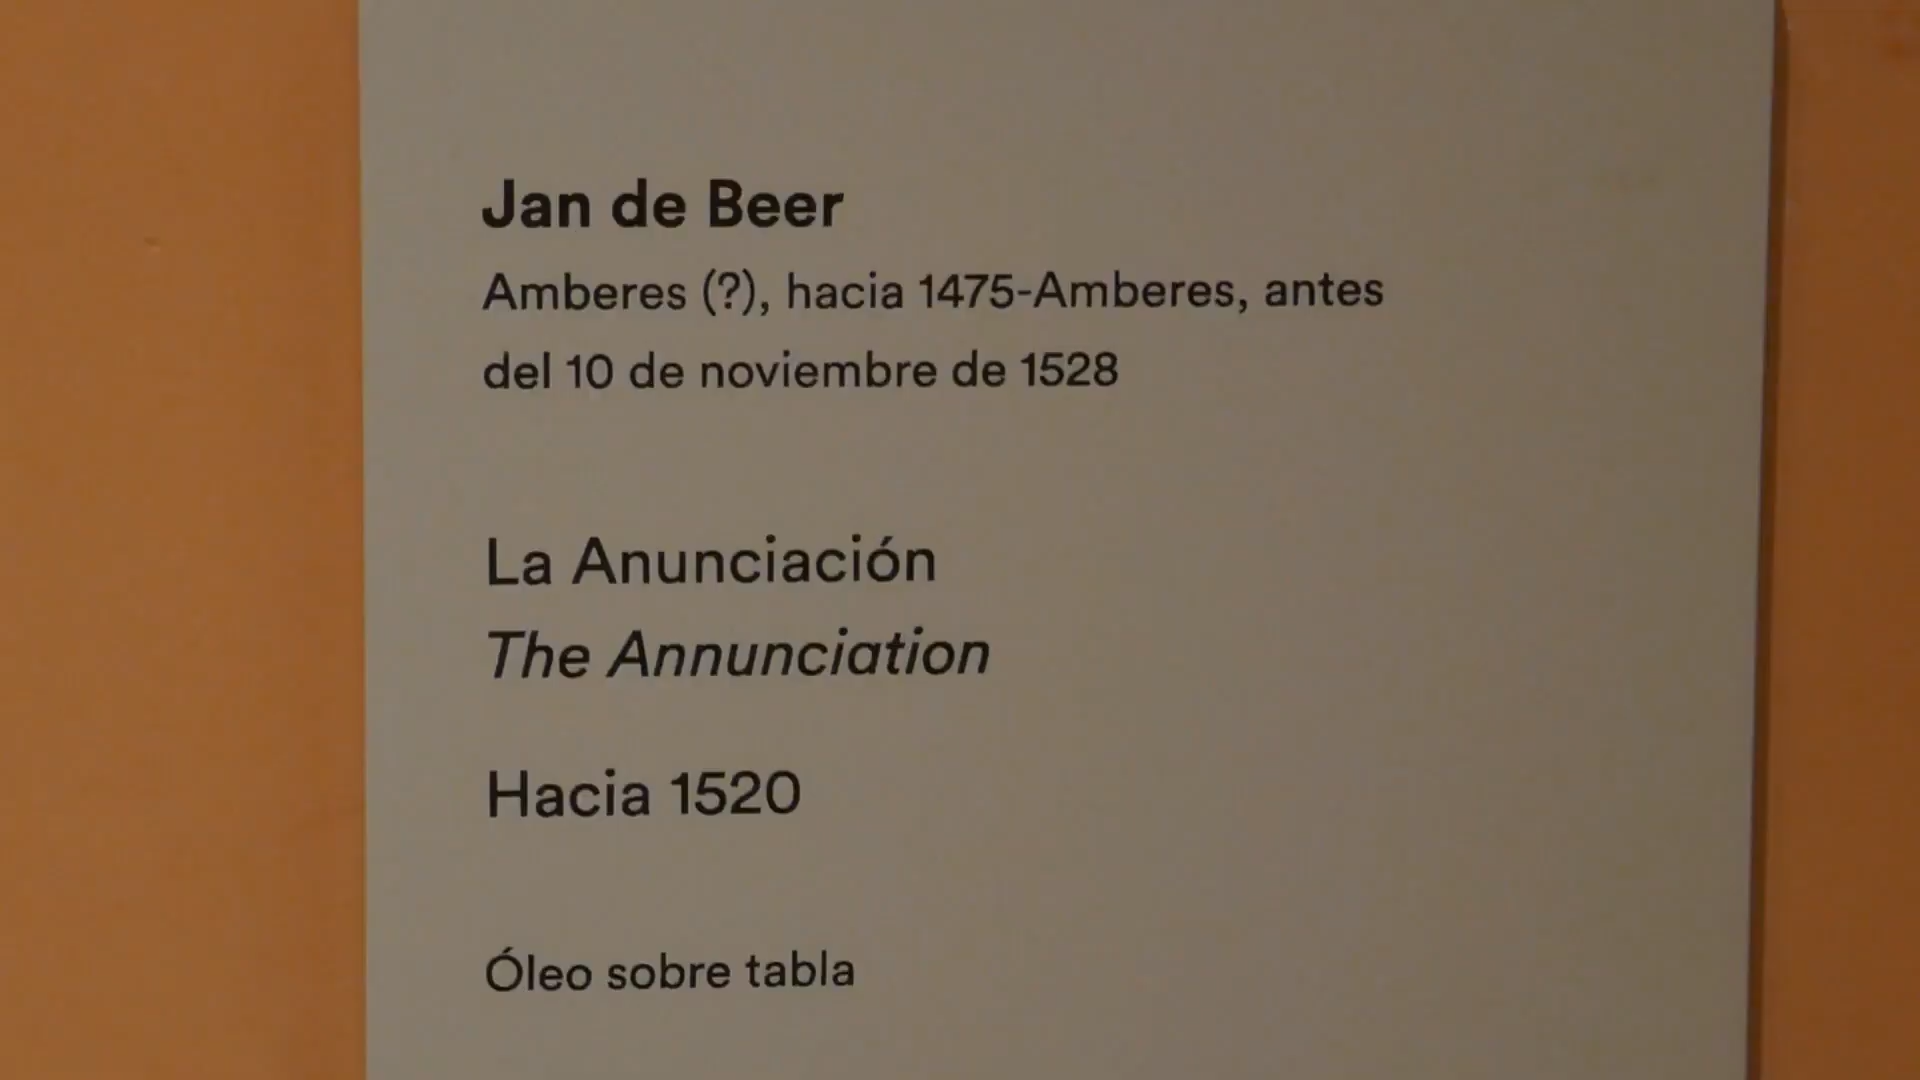 Jan de Beer
Amberes (?), hacia 1475-Amberes, antes
del 10 de noviembre de 1528
La Anunciación
The Annunciation
Hacia 1520
Óleo sobre tabla